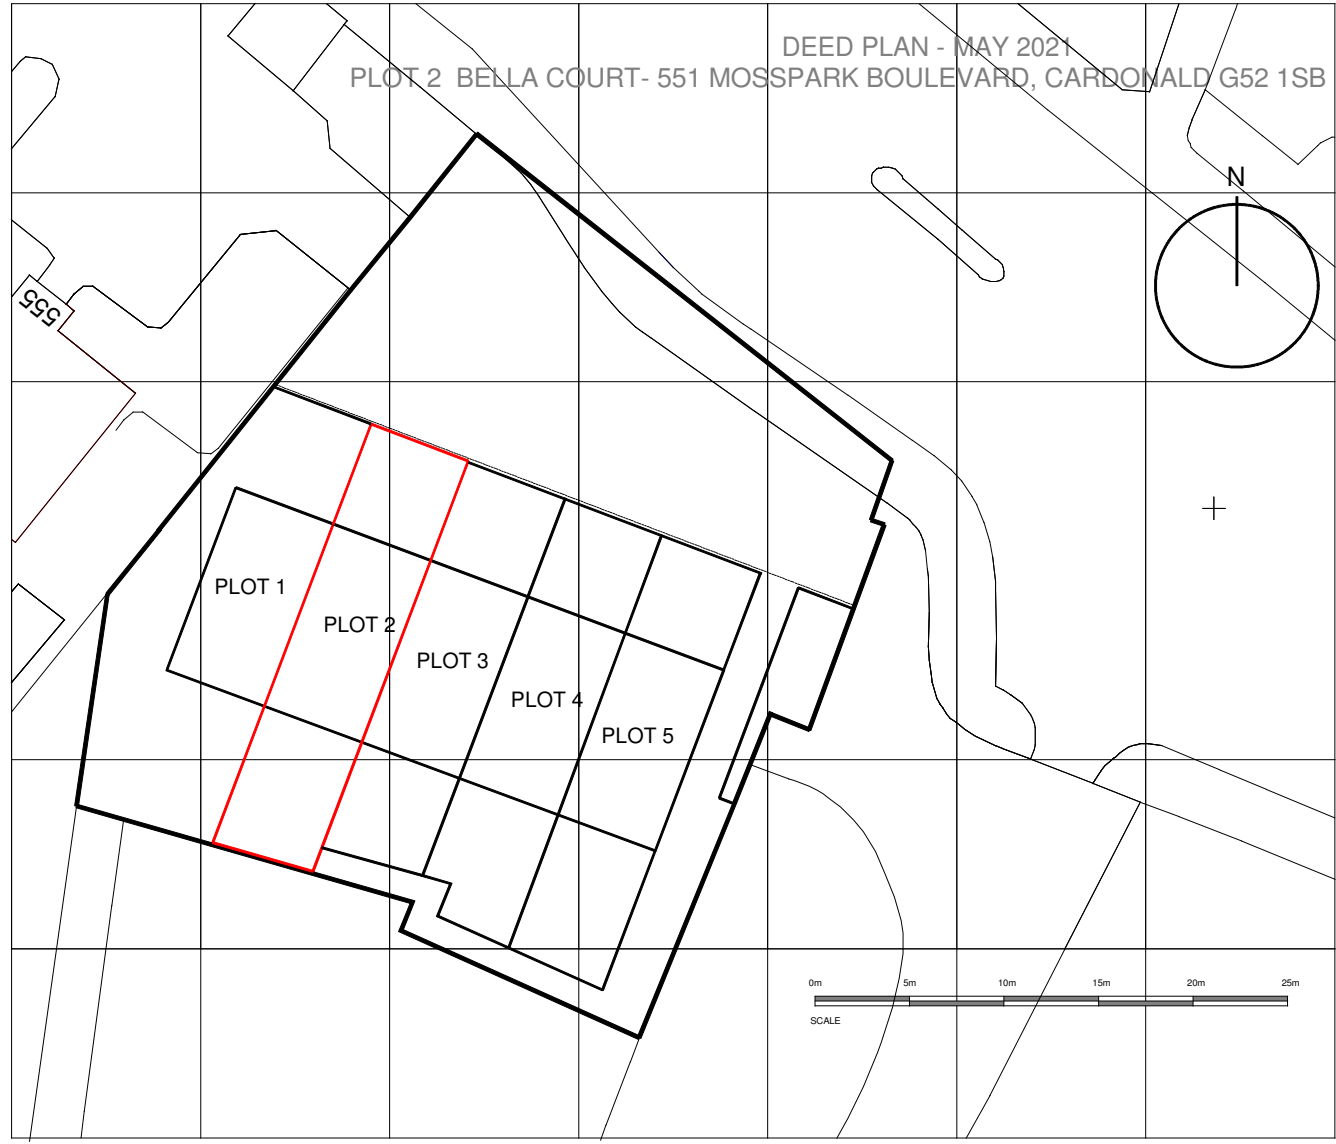 DEED PLAN - MAY 2021
PLOT 2 BELLA COURT- 551 MOSSPARK BOULEVARD, CARDONALD G52 1SB
N
555
PLOT 1
PLOT 2
PLOT 3
PLOT 4
PLOT 5
0m 5m 10m 15m 20m 25m
SCALE